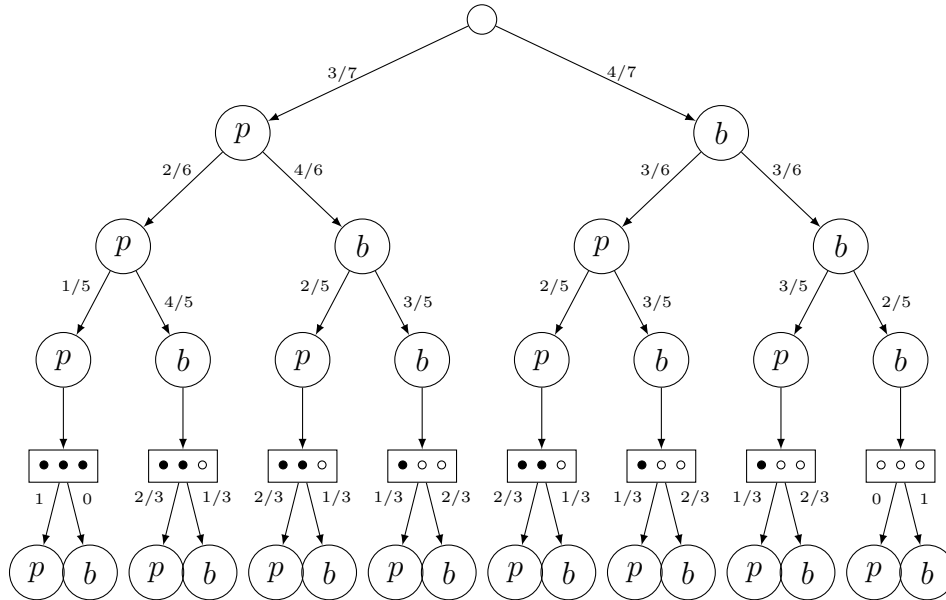 3/7 4/7
p b
2/6 4/6 3/6 3/6
p b p b
1/5 4/5 2/5 3/5 2/5 3/5 3/5 2/5
p b p b p b p b
1 0 2/3 1/3 2/3 1/3 1/3 2/3 2/3 1/3 1/3 2/3 1/3 2/3 0 1
p b p b p b p b p b p b p b p b